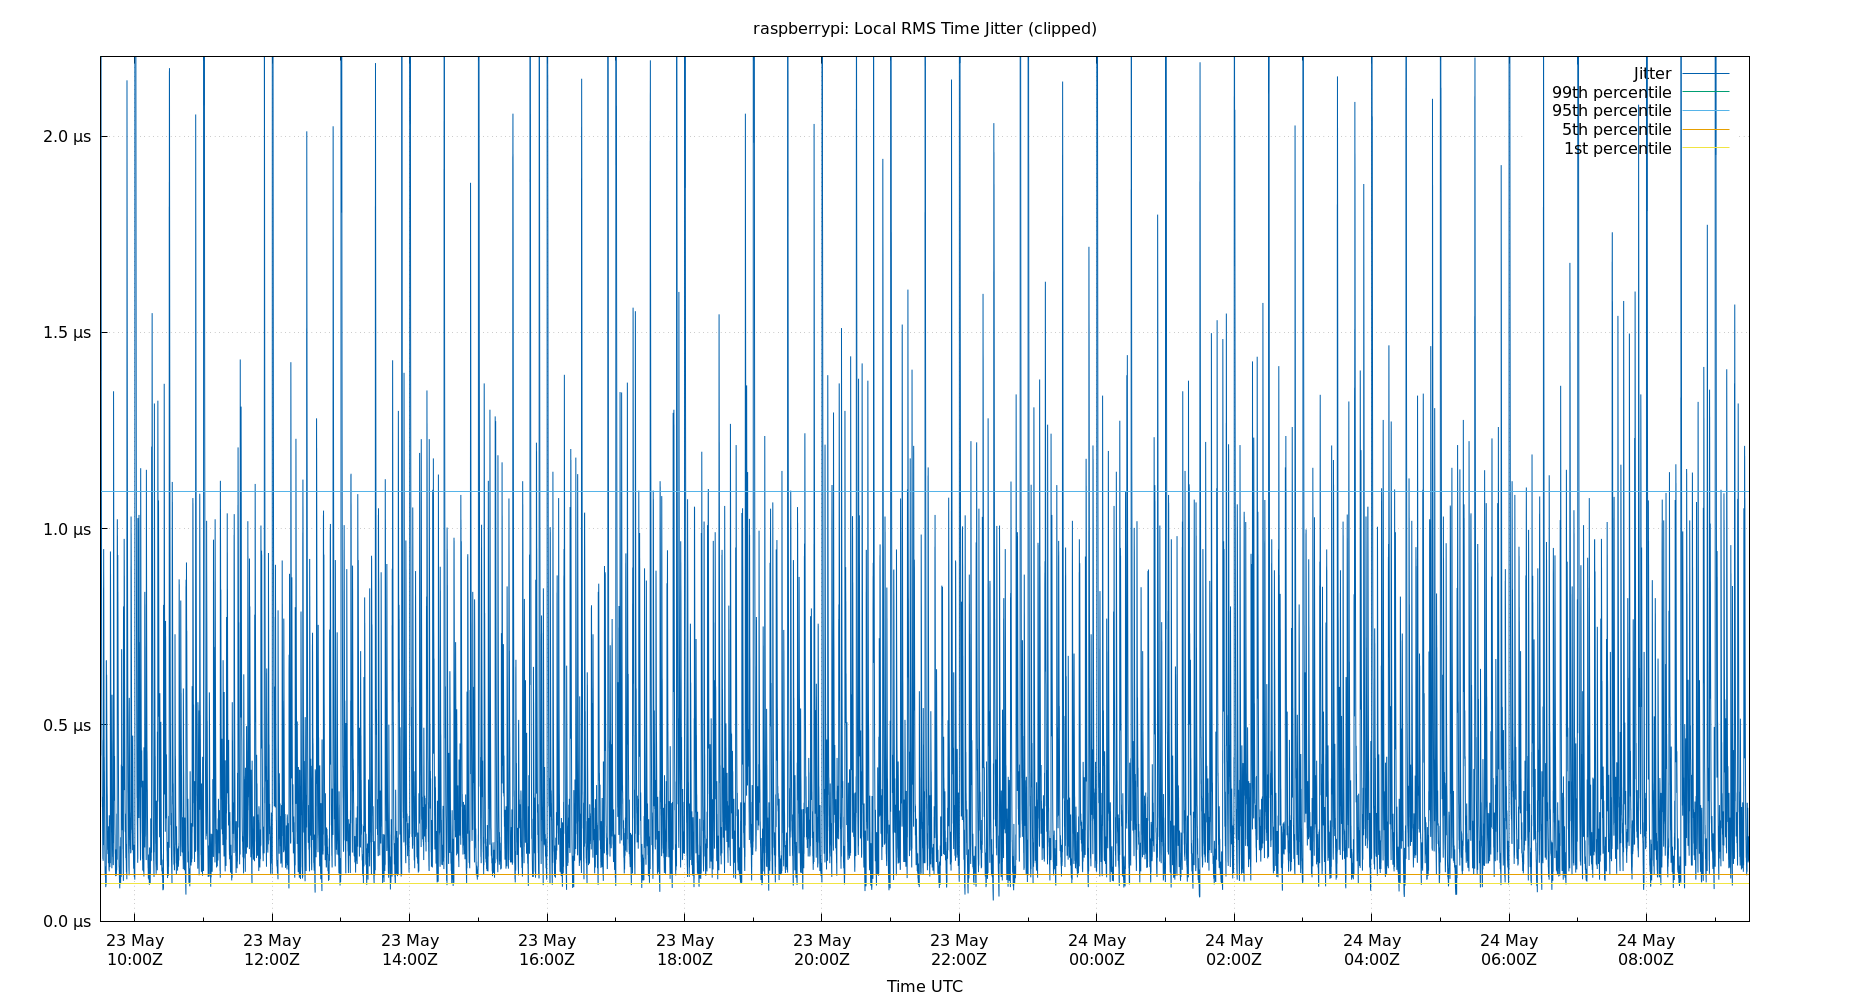 raspberrypi: Local RMS Time Jitter (clipped)
Jitter
99th percentile
95th percentile
5th percentile
1st percentile
2.0 µs
1.5 µs
1.0 µs
0.5 µs
0.0 µs
23 May 23 May 23 May 23 May 23 May 23 May 23 May 24 May 24 May 24 May 24 May 24 May
10:00Z 12:00Z 14:00Z 16:00Z 18:00Z 20:00Z 22:00Z 00:00Z 02:00Z 04:00Z 06:00Z 08:00Z
Time UTC